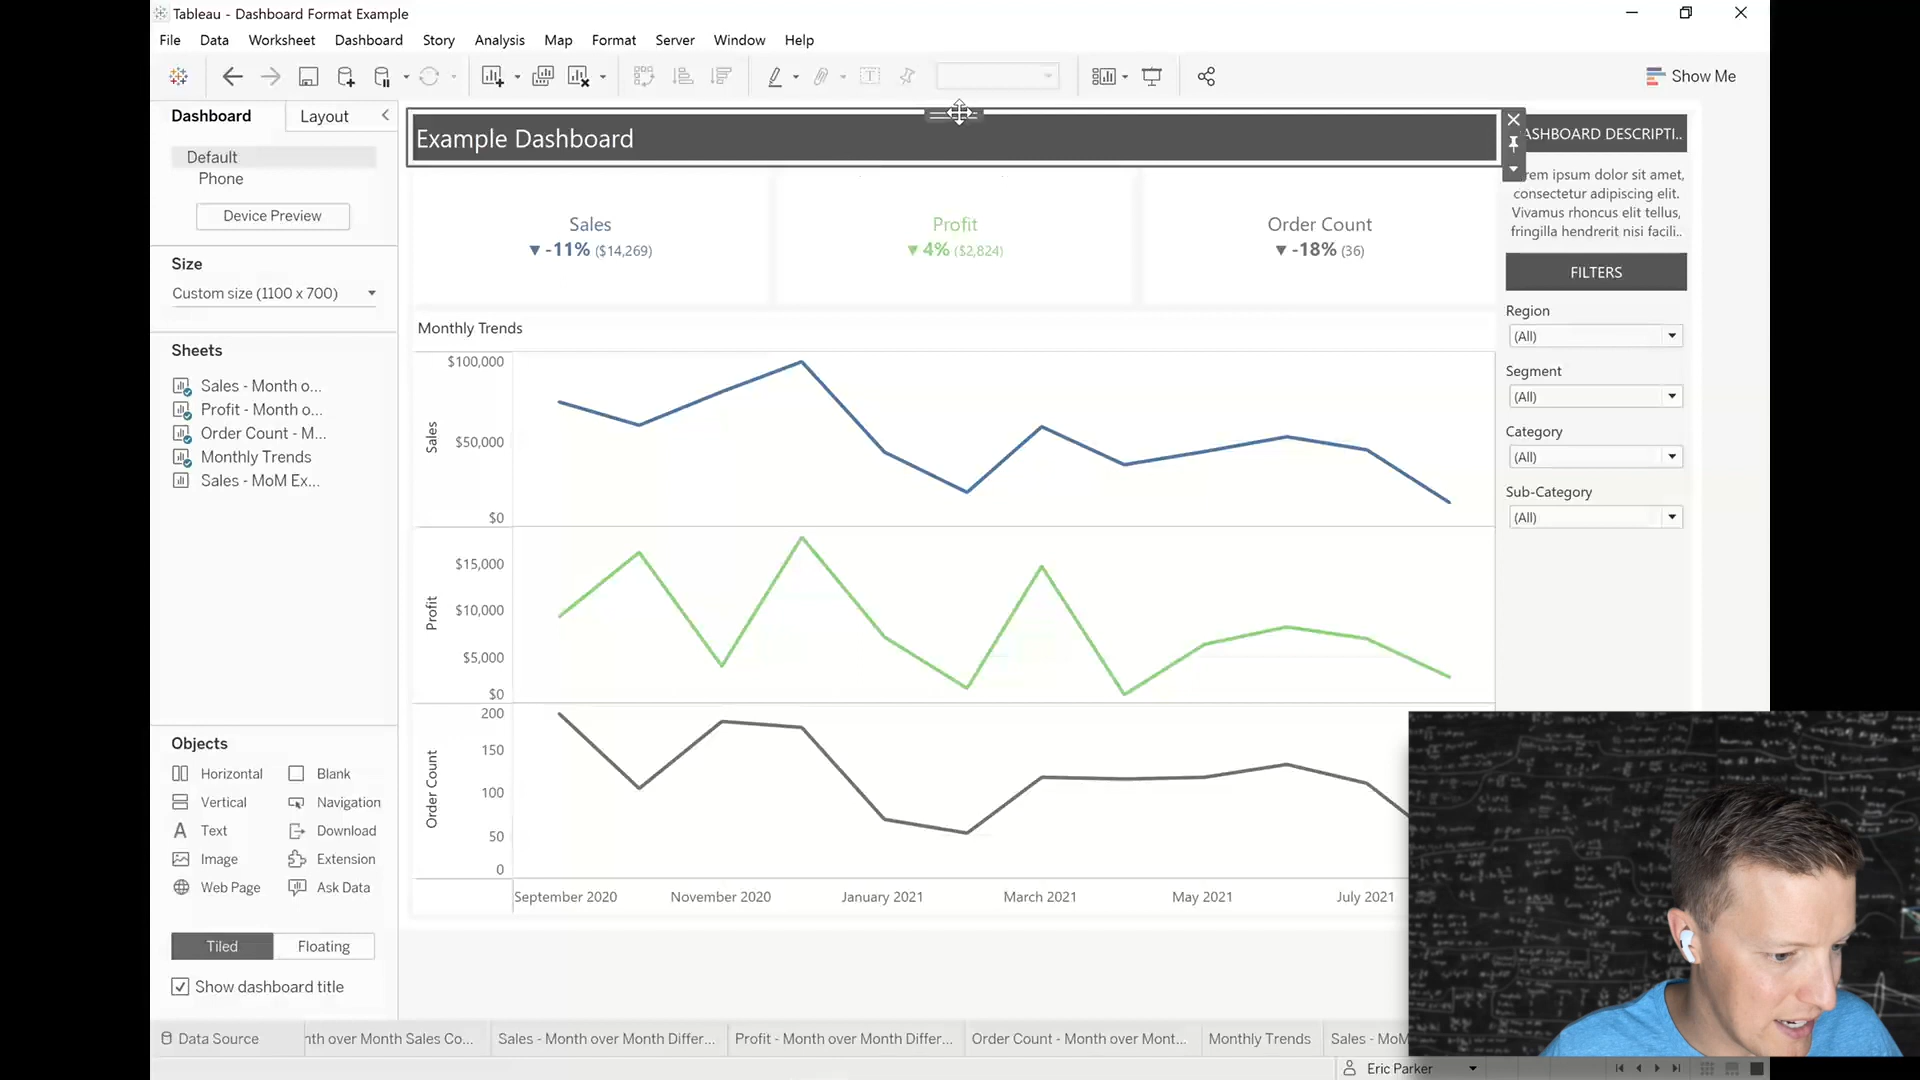 Tableau - Dashboard Format Example
File Data Worksheet Dashboard Story Analysis Map Format Server Window Help
Show Me
Dashboard Layout
Default
Phone
Device Preview
Size
Custom size (1100 x 700)
Sheets
Sales - Month o...
Profit - Month o...
Order Count - M...
Monthly Trends
Sales - MoM Ex...
Objects
Horizontal Blank
Vertical Navigation
Text Download
Image Extension
Web Page Ask Data
Tiled Floating
Show dashboard title
Example Dashboard
Sales
▼ -11% ($14,269)
Profit
▼ 4% ($2,824)
Order Count
▼ -18% (36)
Monthly Trends
Sales
$100,000
$50,000
$0
Profit
$15,000
$10,000
$5,000
$0
Order Count
200
150
100
50
0
September 2020 November 2020 January 2021 March 2021 May 2021 July 2021
ASHBOARD DESCRIPTI..
rem ipsum dolor sit amet,
consectetur adipiscing elit.
Vivamus rhoncus elit tellus,
fringilla hendrerit nisi facili..
FILTERS
Region
(All)
Segment
(All)
Category
(All)
Sub-Category
(All)
Data Source nth over Month Sales Co... Sales - Month over Month Differ... Profit - Month over Month Differ... Order Count - Month over Mont... Monthly Trends Sales - MoM
Eric Parker